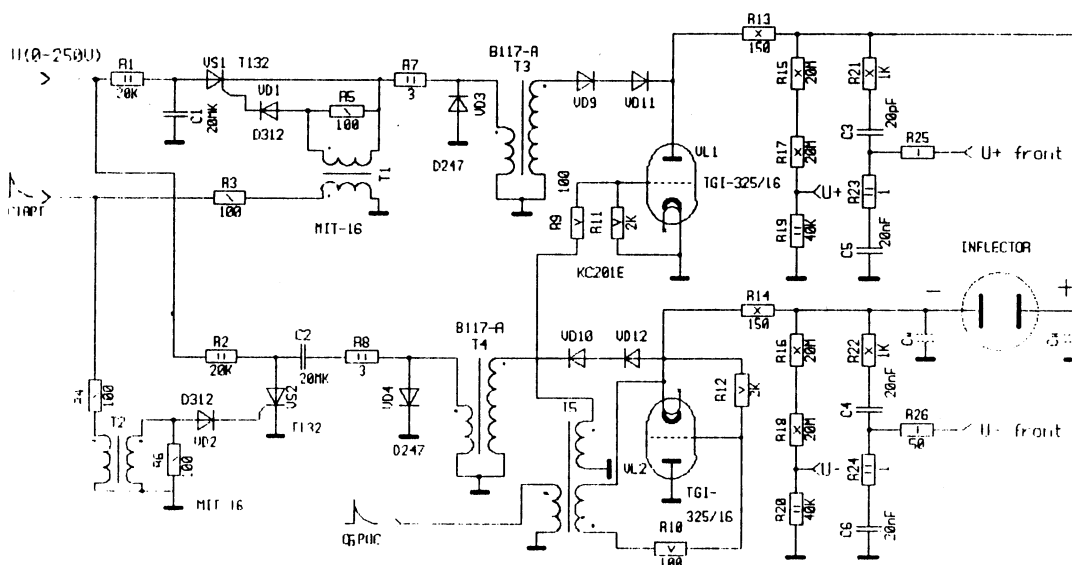 U(0-250V)
R1
20K
VS1
T132
C1
20MK
VD1
D312
R5
100
R7
3
VD3
D247
B117-A
T3
VD9
VD11
R13
150
R15
20M
R21
1K
C3
20pF
R17
20M
R25
U+ front
U+
R23
1
R19
40K
C5
20nF
VL1
TGI-325/16
100
R9
R11
2K
KC201E
T1
MIT-16
R3
100
INFLECTOR
-
+
R14
150
R16
20M
R22
1K
20nF
C4
R18
20M
R26
50
U- front
U-
R24
1
R20
40K
C6
20nF
R2
20K
C2
20MK
R8
3
VS2
T132
VD4
D247
B117-A
T4
VD10
VD12
R12
2K
T5
VL2
TGI-
325/16
R10
100
R4
100
T2
D312
VD2
R6
100
MIT-16